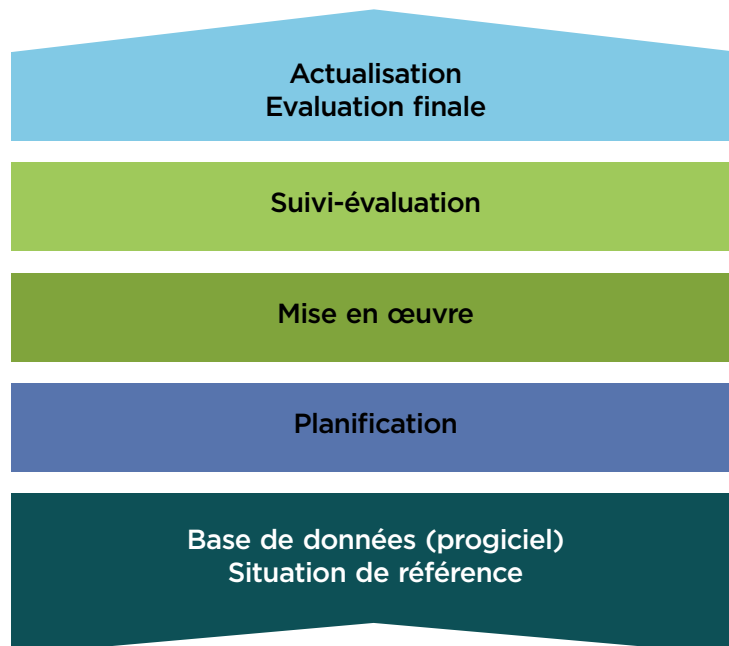 Actualisation
Evaluation finale
Suivi-évaluation
Mise en œuvre
Planification
Base de données (progiciel)
Situation de référence